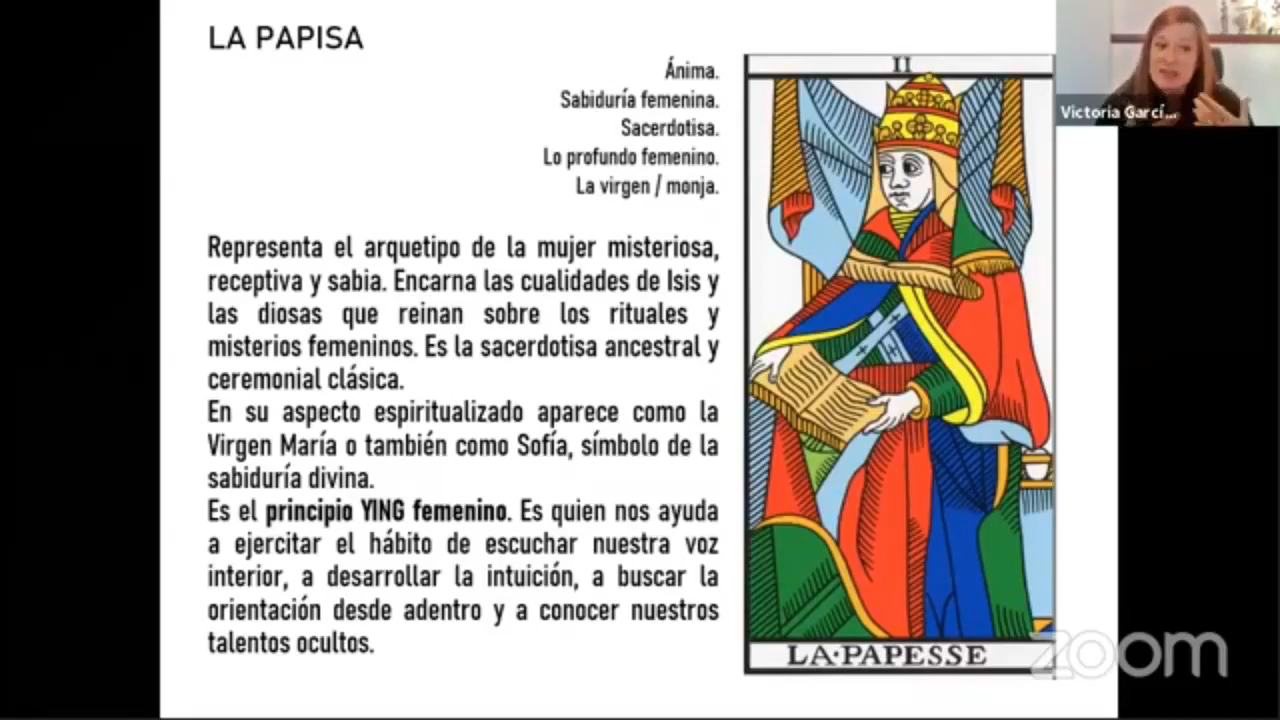 LA PAPISA
Ánima.
Sabiduría femenina.
Sacerdotisa.
Lo profundo femenino.
La virgen / monja.
Representa el arquetipo de la mujer misteriosa,
receptiva y sabia. Encarna las cualidades de Isis y
las diosas que reinan sobre los rituales y
misterios femeninos. Es la sacerdotisa ancestral y
ceremonial clásica.
En su aspecto espiritualizado aparece como la
Virgen María o también como Sofía, símbolo de la
sabiduría divina.
Es el principio YING femenino. Es quien nos ayuda
a ejercitar el hábito de escuchar nuestra voz
interior, a desarrollar la intuición, a buscar la
orientación desde adentro y a conocer nuestros
talentos ocultos.
II
LA·PAPESSE
Victoria Garcí...
zoom